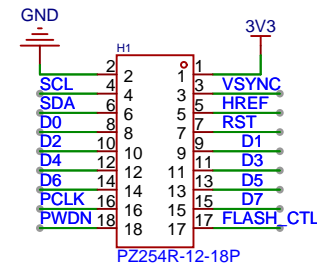 GND
3V3
H1
2 2 1 1
SCL 4 4 3 3 VSYNC
SDA 6 6 5 5 HREF
D0 8 8 7 7 RST
D2 10 10 9 9 D1
D4 12 12 11 11 D3
D6 14 14 13 13 D5
PCLK 16 16 15 15 D7
PWDN 18 18 17 17 FLASH_CTL
PZ254R-12-18P